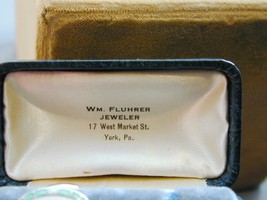 WM. FLUHRER
JEWELER
17 West Market St.
York, Pa.